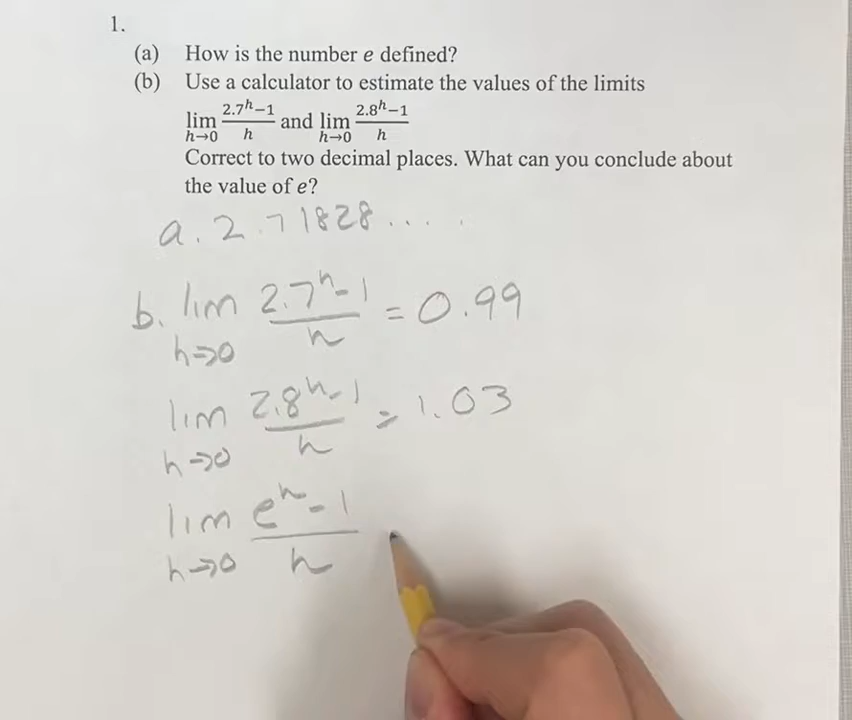 1.
(a) How is the number e defined?
(b) Use a calculator to estimate the values of the limits
lim h→0 2.7^h−1/h and lim h→0 2.8^h−1/h
Correct to two decimal places. What can you conclude about
the value of e?
a. 2.71828.....
b. lim h→0 2.7^h-1/h = 0.99
lim h→0 2.8^h-1/h = 1.03
lim h→0 e^h-1/h